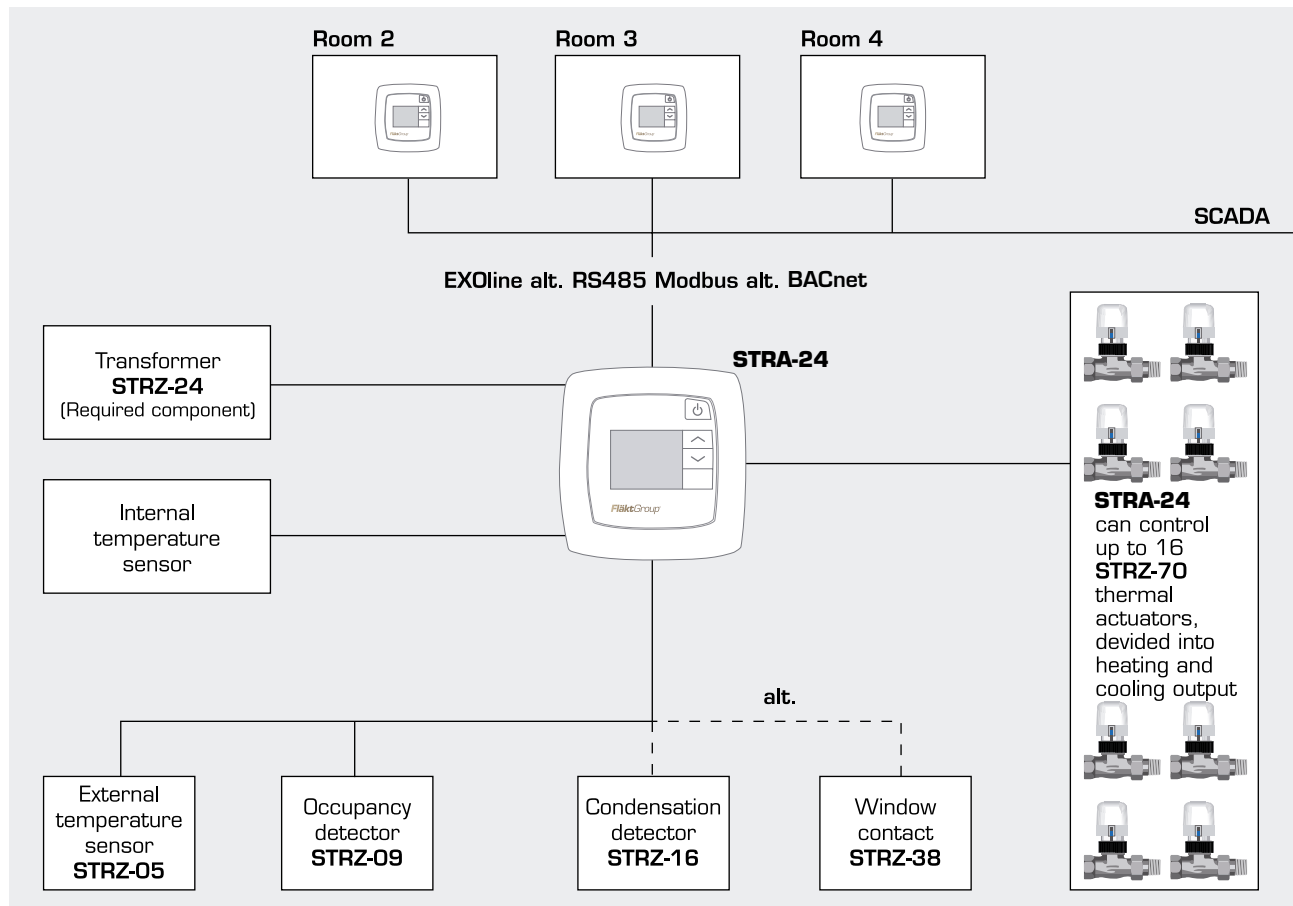 Room 2
Room 3
Room 4
SCADA
EXOline alt. RS485 Modbus alt. BACnet
Transformer
STRZ-24
(Required component)
STRA-24
Internal
temperature
sensor
FläktGroup
FläktGroup
FläktGroup
FläktGroup
STRA-24
can control
up to 16
STRZ-70
thermal
actuators,
devided into
heating and
cooling output
alt.
External
temperature
sensor
STRZ-05
Occupancy
detector
STRZ-09
Condensation
detector
STRZ-16
Window
contact
STRZ-38